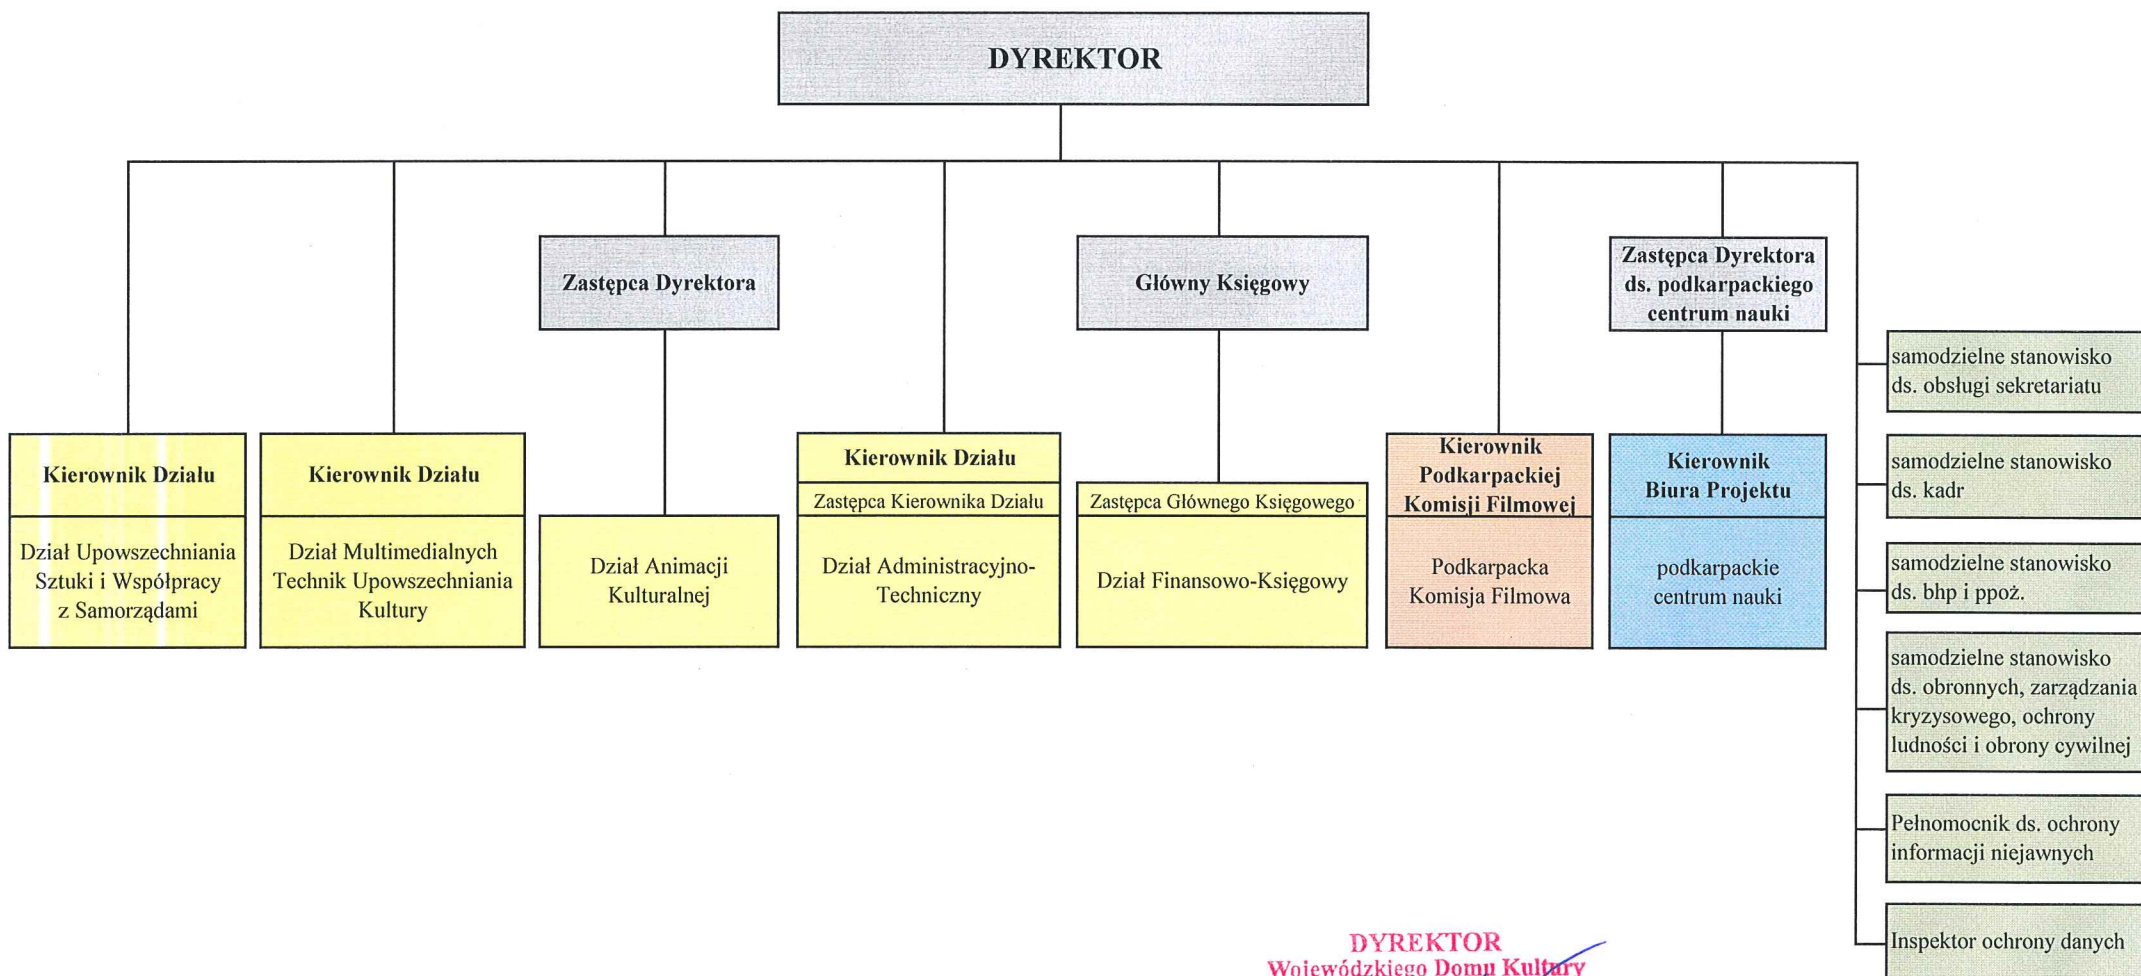 DYREKTOR
Zastępca Dyrektora
Główny Księgowy
Zastępca Dyrektora
ds. podkarpackiego
centrum nauki
Kierownik Działu
Dział Upowszechniania
Sztuki i Współpracy
z Samorządami
Kierownik Działu
Dział Multimedialnych
Technik Upowszechniania
Kultury
Dział Animacji
Kulturalnej
Kierownik Działu
Zastępca Kierownika Działu
Dział Administracyjno-
Techniczny
Zastępca Głównego Księgowego
Dział Finansowo-Księgowy
Kierownik
Podkarpackiej
Komisji Filmowej
Podkarpacka
Komisja Filmowa
Kierownik
Biura Projektu
podkarpackie
centrum nauki
samodzielne stanowisko
ds. obsługi sekretariatu
samodzielne stanowisko
ds. kadr
samodzielne stanowisko
ds. bhp i ppoż.
samodzielne stanowisko
ds. obronnych, zarządzania
kryzysowego, ochrony
ludności i obrony cywilnej
Pełnomocnik ds. ochrony
informacji niejawnych
Inspektor ochrony danych
DYREKTOR
Wojewódzkiego Domu Kultury